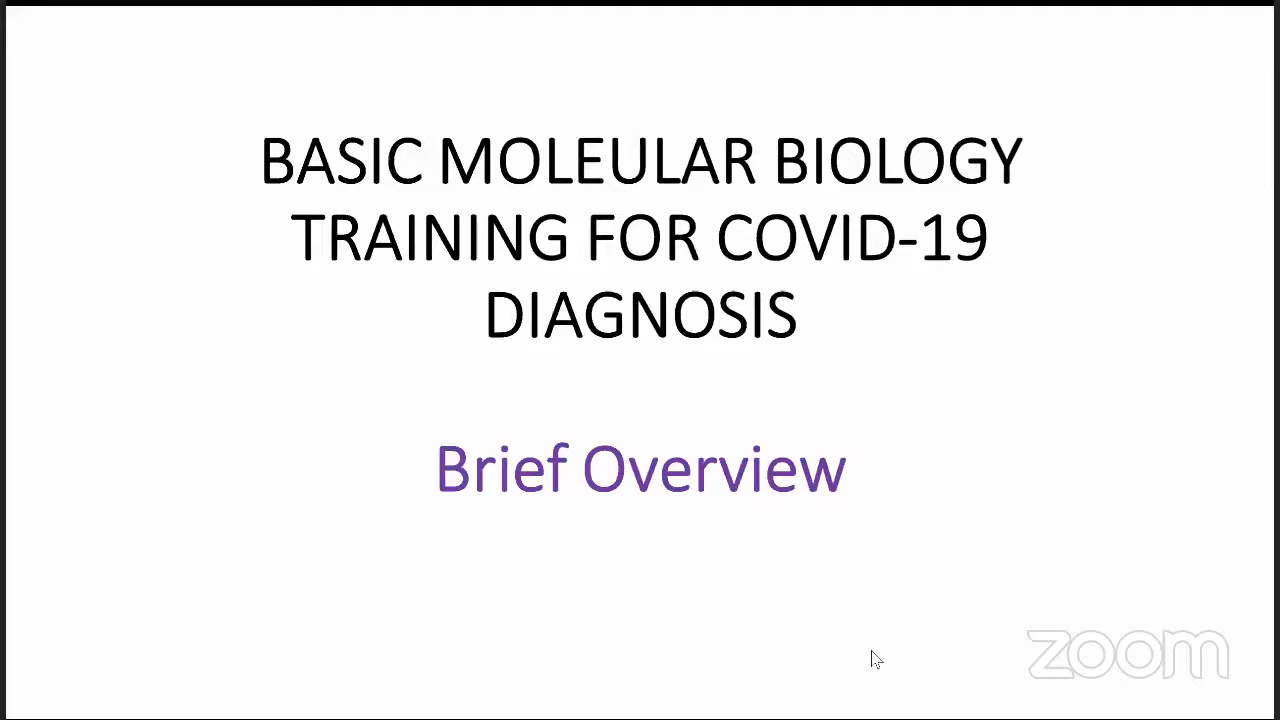 BASIC MOLEULAR BIOLOGY
TRAINING FOR COVID-19
DIAGNOSIS
Brief Overview
zoom